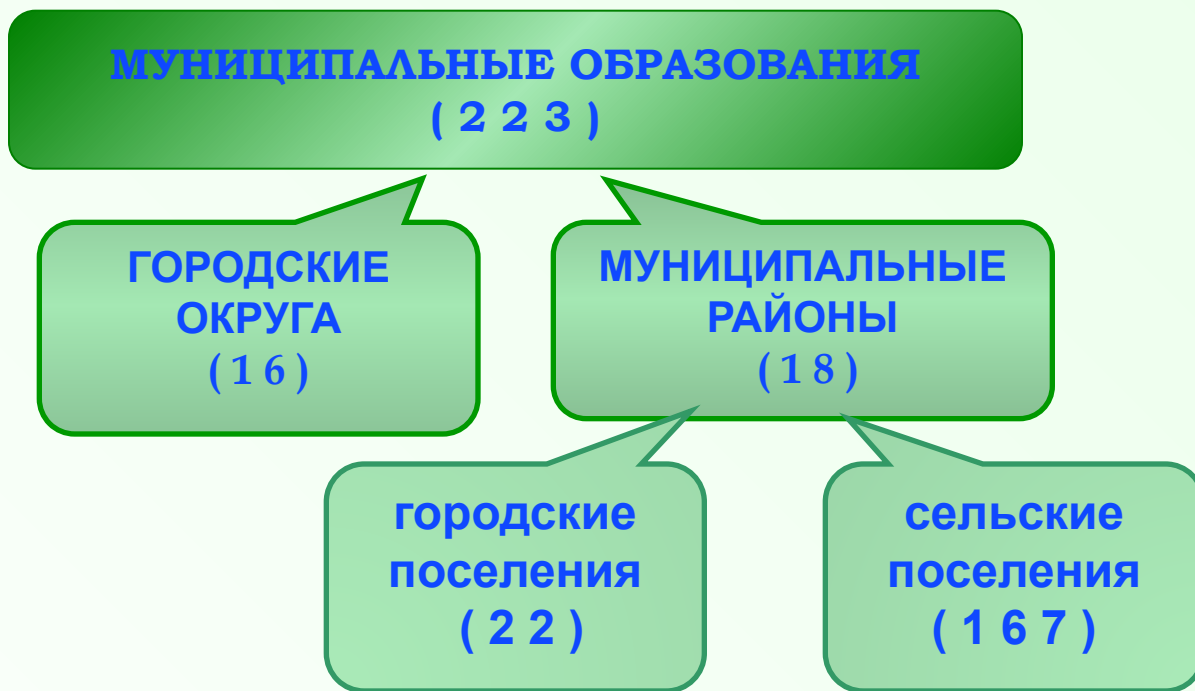 МУНИЦИПАЛЬНЫЕ ОБРАЗОВАНИЯ
( 2 2 3 )
ГОРОДСКИЕ
ОКРУГА
( 1 6 )
МУНИЦИПАЛЬНЫЕ
РАЙОНЫ
( 1 8 )
городские
поселения
( 2 2 )
сельские
поселения
( 1 6 7 )